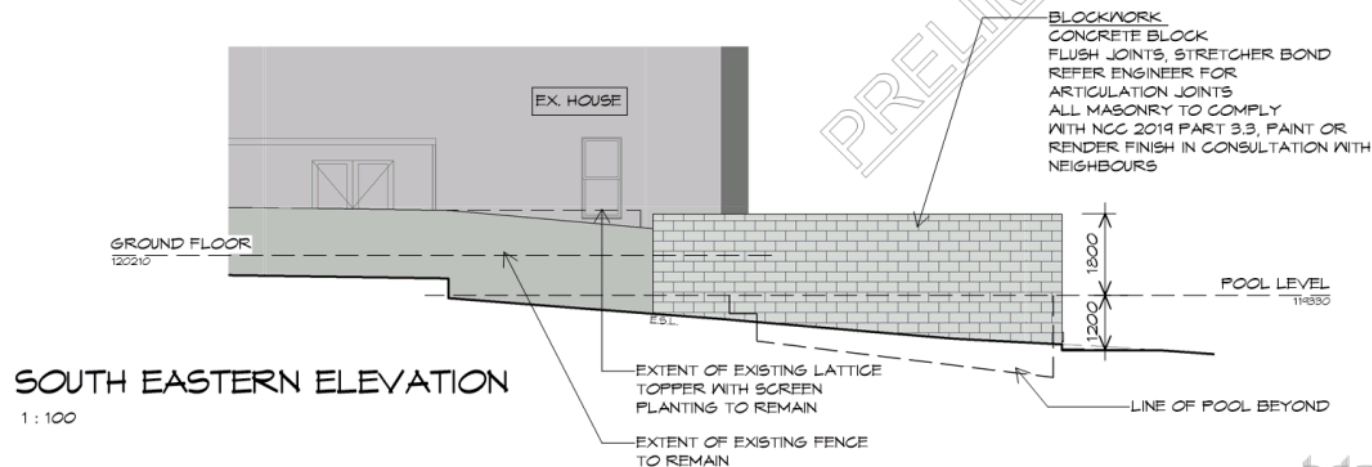 BLOCKWORK
CONCRETE BLOCK
FLUSH JOINTS, STRETCHER BOND
REFER ENGINEER FOR
ARTICULATION JOINTS
ALL MASONRY TO COMPLY
WITH NCC 2019 PART 3.3, PAINT OR
RENDER FINISH IN CONSULTATION WITH
NEIGHBOURS
EX. HOUSE
GROUND FLOOR
120210
1800
POOL LEVEL
119330
1200
E.S.L.
SOUTH EASTERN ELEVATION
1 : 100
EXTENT OF EXISTING LATTICE
TOPPER WITH SCREEN
PLANTING TO REMAIN
LINE OF POOL BEYOND
EXTENT OF EXISTING FENCE
TO REMAIN